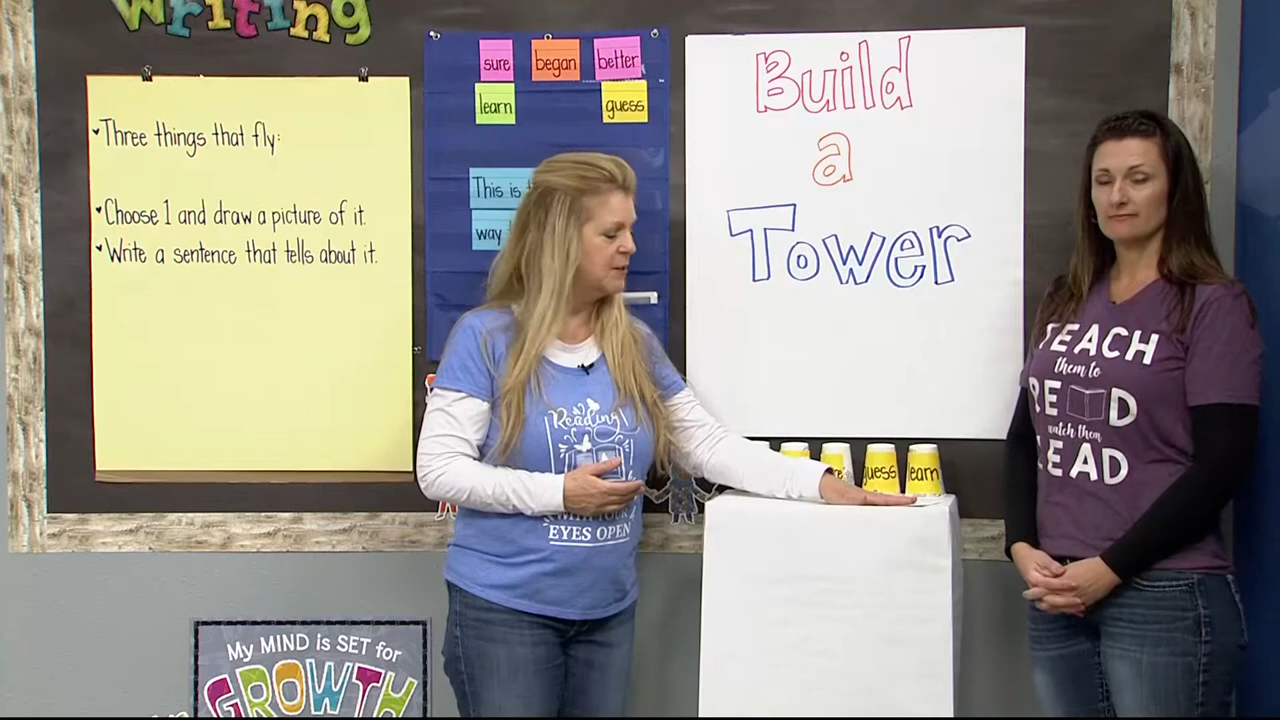 writing
Three things that fly:
Choose 1 and draw a picture of it.
Write a sentence that tells about it.
sure began better
learn guess
This is
way
Build
a
Tower
guess learn
Reading
EYES OPEN
TEACH
them to
READ
watch them
LEAD
My MIND is SET for
GROWTH